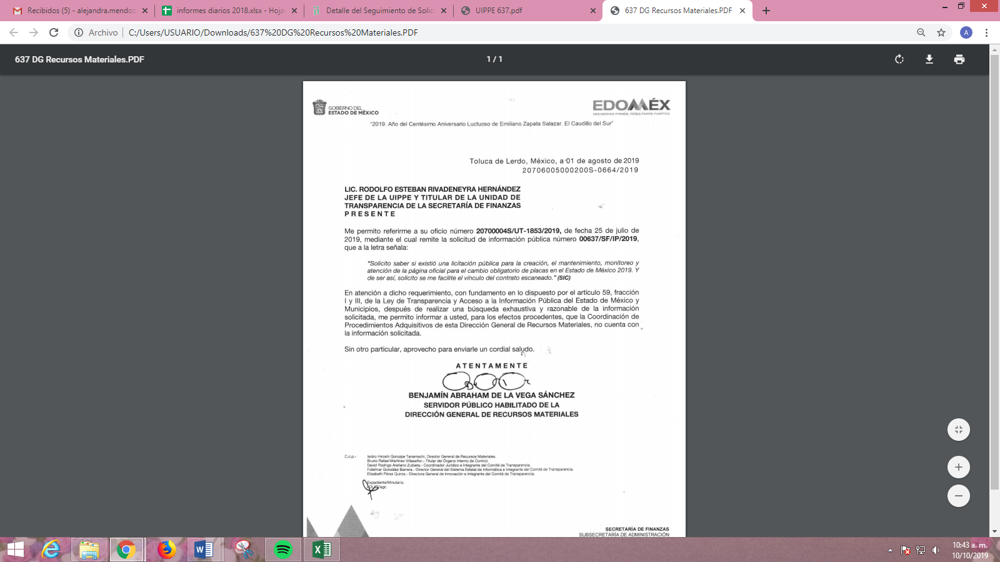 Recibidos (5) - alejandra.mendoz
informes diarios 2018.xlsx - Hoja
Detalle del Seguimiento de Solic
UIPPE 637.pdf
637 DG Recursos Materiales.PDF
Archivo
C:/Users/USUARIO/Downloads/637%20DG%20Recursos%20Materiales.PDF
A
637 DG Recursos Materiales.PDF
1 / 1
GOBIERNO DEL
ESTADO DE MÉXICO
EDOMÉX
DECISIONES FIRMES, RESULTADOS FUERTES.
"2019. Año del Centésimo Aniversario Luctuoso de Emiliano Zapata Salazar. El Caudillo del Sur"
Toluca de Lerdo, México, a 01 de agosto de 2019
20706005000200S-0664/2019
LIC. RODOLFO ESTEBAN RIVADENEYRA HERNÁNDEZ
JEFE DE LA UIPPE Y TITULAR DE LA UNIDAD DE
TRANSPARENCIA DE LA SECRETARÍA DE FINANZAS
P R E S E N T E
Me permito referirme a su oficio número 20700004S/UT-1853/2019, de fecha 25 de julio de
2019, mediante el cual remite la solicitud de información pública número 00637/SF/IP/2019,
que a la letra señala:
"Solicito saber si existió una licitación pública para la creación, el mantenimiento, monitoreo y
atención de la página oficial para el cambio obligatorio de placas en el Estado de México 2019. Y
de ser así, solicito se me facilite el vínculo del contrato escaneado." (SIC)
En atención a dicho requerimiento, con fundamento en lo dispuesto por el artículo 59, fracción
I y III, de la Ley de Transparencia y Acceso a la Información Pública del Estado de México y
Municipios, después de realizar una búsqueda exhaustiva y razonable de la información
solicitada, me permito informar a usted, para los efectos procedentes, que la Coordinación de
Procedimientos Adquisitivos de esta Dirección General de Recursos Materiales, no cuenta con
la información solicitada.
Sin otro particular, aprovecho para enviarle un cordial saludo.
A T E N T A M E N T E
BENJAMÍN ABRAHAM DE LA VEGA SÁNCHEZ
SERVIDOR PÚBLICO HABILITADO DE LA
DIRECCIÓN GENERAL DE RECURSOS MATERIALES
C.c.p.- Isidro Hiroshi Gorozpe Tanamachi, Director General de Recursos Materiales.
Bruno Rafael Martínez Villaseñor.- Titular del Órgano Interno de Control.
David Rodrigo Arellano Zubieta.- Coordinador Jurídico e Integrante del Comité de Transparencia.
Fidelmar González Barrera.- Director General del Sistema Estatal de Informática e Integrante del Comité de Transparencia.
Elizabeth Pérez Quiroz.- Directora General de Innovación e integrante del Comité de Transparencia.
Expediente/Minutario.
SECRETARÍA DE FINANZAS
SUBSECRETARÍA DE ADMINISTRACIÓN
10:43 a. m.
10/10/2019